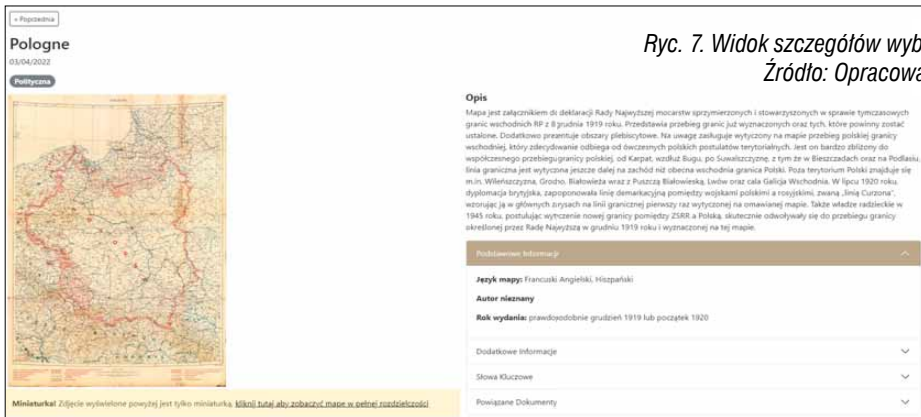 « Poprzednia
Pologne
03/04/2022
Polityczna
Ryc. 7. Widok szczegółów wyb
Źródło: Opracowa
Opis
Mapa jest załącznikiem do deklaracji Rady Najwyższej mocarstw sprzymierzonych i stowarzyszonych w sprawie tymczasowych
granic wschodnich RP z 8 grudnia 1919 roku. Przedstawia przebieg granic już wyznaczonych oraz tych, które powinny zostać
ustalone. Dodatkowo prezentuje obszary plebiscytowe. Na uwagę zasługuje wytyczony na mapie przebieg polskiej granicy
wschodniej, który zdecydowanie odbiega od ówczesnych polskich postulatów terytorialnych. Jest on bardzo zbliżony do
współczesnego przebiegu granicy polskiej, od Karpat, wzdłuż Bugu, po Suwalszczyznę, z tym że w Bieszczadach oraz na Podlasiu,
linia graniczna jest wytyczona jeszcze dalej na zachód niż obecna wschodnia granica Polski. Poza terytorium Polski znajduje się
m.in. Wileńszczyzna, Grodno, Białowieża wraz z Puszczą Białowieską, Lwów oraz cała Galicja Wschodnia. W lipcu 1920 roku,
dyplomacja brytyjska, zaproponowała linię demarkacyjną pomiędzy wojskami polskimi a rosyjskimi, zwaną „linią Curzona",
wzorując ją w głównych zarysach na linii granicznej pierwszy raz wytyczonej na omawianej mapie. Także władze radzieckie w
1945 roku, postulując wytyczenie nowej granicy pomiędzy ZSRR a Polską, skutecznie odwoływały się do przebiegu granicy
określonej przez Radę Najwyższą w grudniu 1919 roku i wyznaczonej na tej mapie.
Podstawowe Informacji
Język mapy: Francuski Angielski, Hiszpański
Autor nieznany
Rok wydania: prawdopodobnie grudzień 1919 lub początek 1920
Dodatkowe Informacje
Słowa Kluczowe
Powiązane Dokumenty
Miniaturka! Zdjęcie wyświelone powyżej jest tylko miniaturką, kliknij tutaj aby zobaczyć mapę w pełnej rozdzielczości